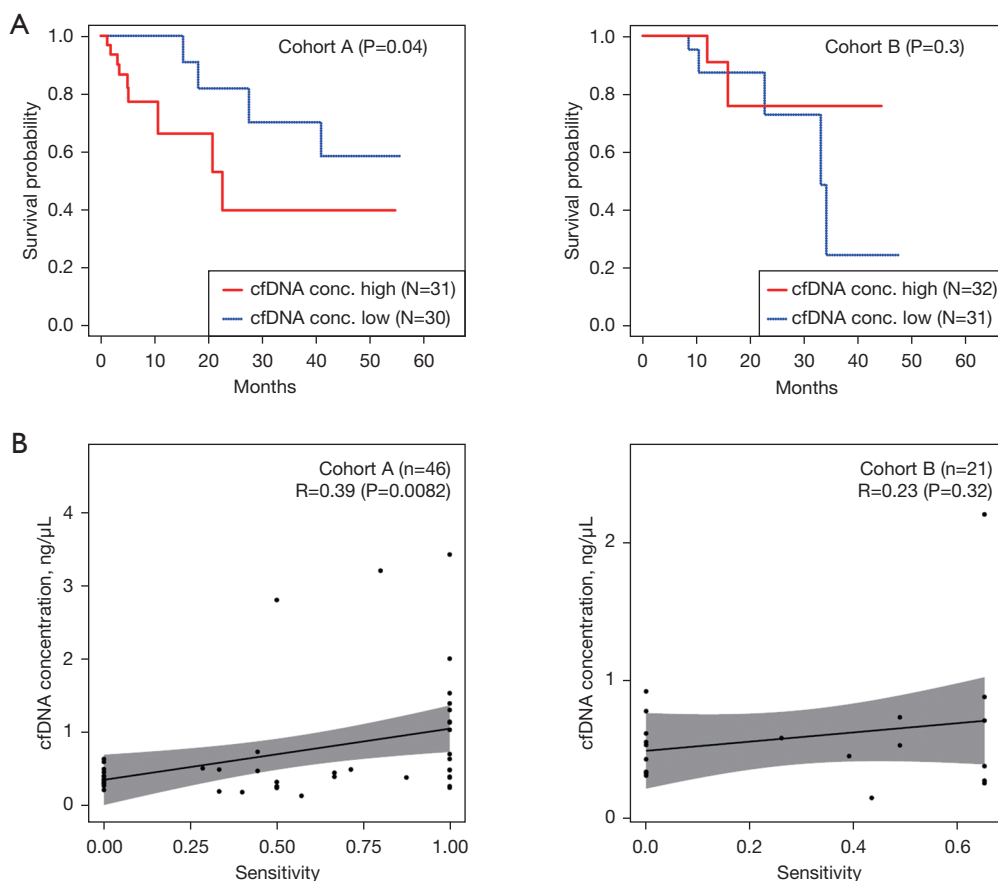 A
Cohort A (P=0.04)
Survival probability
1.0
0.8
0.6
0.4
0.2
0.0
cfDNA conc. high (N=31)
cfDNA conc. low (N=30)
0 10 20 30 40 50 60
Months
Cohort B (P=0.3)
Survival probability
1.0
0.8
0.6
0.4
0.2
0.0
cfDNA conc. high (N=32)
cfDNA conc. low (N=31)
0 10 20 30 40 50 60
Months
B
Cohort A (n=46)
R=0.39 (P=0.0082)
cfDNA concentration, ng/μL
4
3
2
1
0
0.00 0.25 0.50 0.75 1.00
Sensitivity
Cohort B (n=21)
R=0.23 (P=0.32)
cfDNA concentration, ng/μL
2
1
0
0.0 0.2 0.4 0.6
Sensitivity